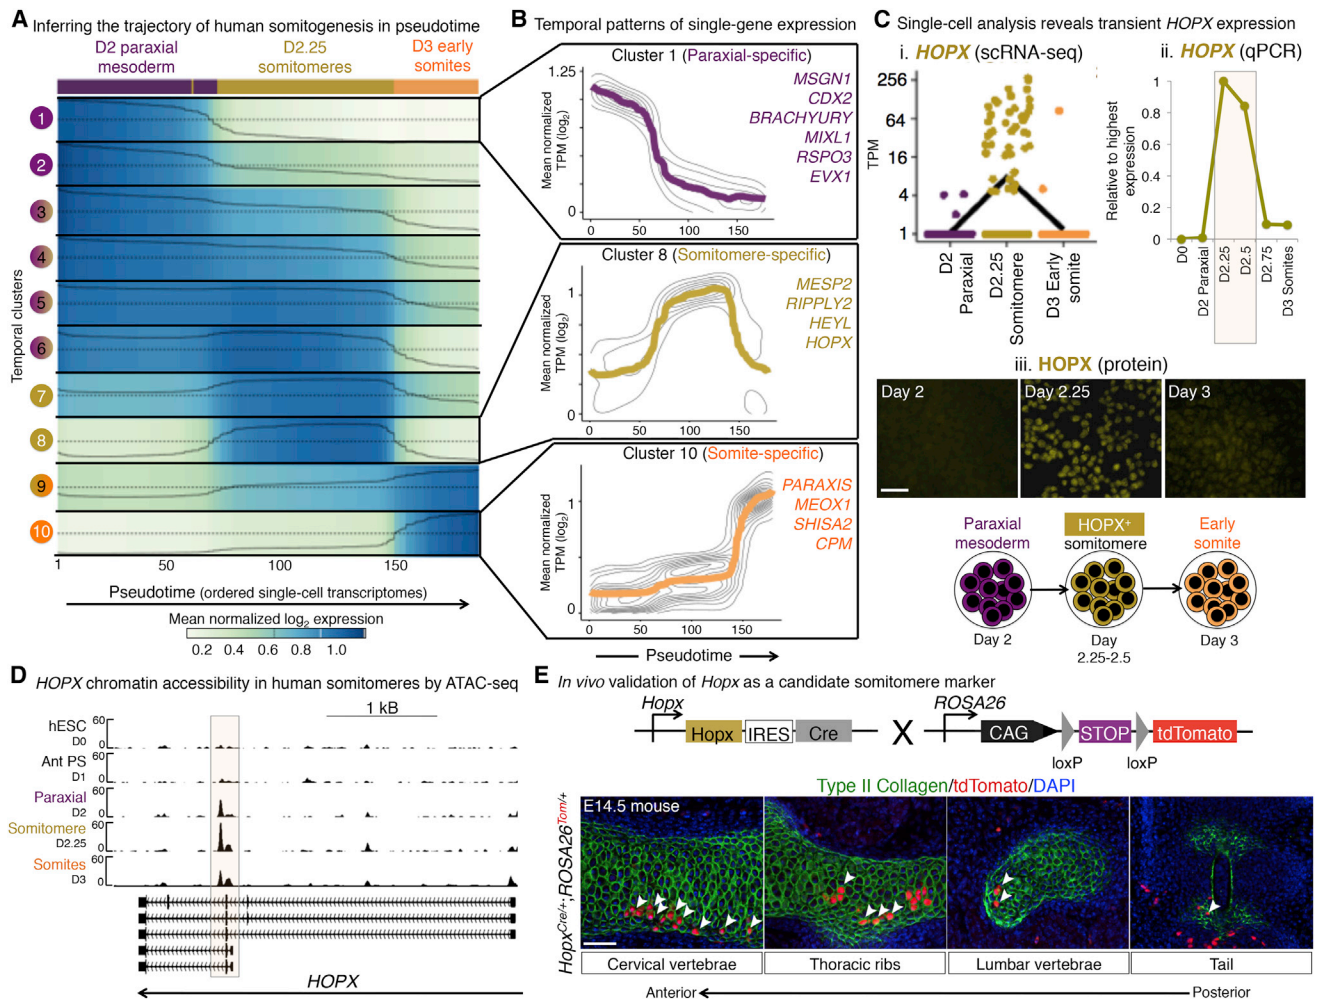 A Inferring the trajectory of human somitogenesis in pseudotime
D2 paraxial mesoderm
D2.25 somitomeres
D3 early somites
Temporal clusters
1
2
3
4
5
6
7
8
9
10
1 50 100 150
Pseudotime (ordered single-cell transcriptomes)
Mean normalized log2 expression
0.2 0.4 0.6 0.8 1.0
B Temporal patterns of single-gene expression
Cluster 1 (Paraxial-specific)
Mean normalized TPM (log2)
1.25
0
0 50 100 150
MSGN1
CDX2
BRACHYURY
MIXL1
RSPO3
EVX1
Cluster 8 (Somitomere-specific)
Mean normalized TPM (log2)
1
0
0 50 100 150
MESP2
RIPPLY2
HEYL
HOPX
Cluster 10 (Somite-specific)
Mean normalized TPM (log2)
1
0
0 50 100 150
PARAXIS
MEOX1
SHISA2
CPM
Pseudotime
C Single-cell analysis reveals transient HOPX expression
i. HOPX (scRNA-seq)
TPM
256
64
16
4
1
D2 Paraxial
D2.25 Somitomere
D3 Early somite
ii. HOPX (qPCR)
Relative to highest expression
1
0.8
0.6
0.4
0.2
0
D0
D2 Paraxial
D2.25
D2.5
D2.75
D3 Somites
iii. HOPX (protein)
Day 2
Day 2.25
Day 3
Paraxial mesoderm
HOPX+ somitomere
Early somite
Day 2
Day 2.25-2.5
Day 3
D HOPX chromatin accessibility in human somitomeres by ATAC-seq
1 kB
hESC D0
60
0
Ant PS D1
60
0
Paraxial D2
60
0
Somitomere D2.25
60
0
Somites D3
60
0
HOPX
E In vivo validation of Hopx as a candidate somitomere marker
Hopx
Hopx IRES Cre
X
ROSA26
CAG STOP tdTomato
loxP loxP
Type II Collagen/tdTomato/DAPI
HopxCre/+;ROSA26Tom/+
E14.5 mouse
Cervical vertebrae
Thoracic ribs
Lumbar vertebrae
Tail
Anterior Posterior